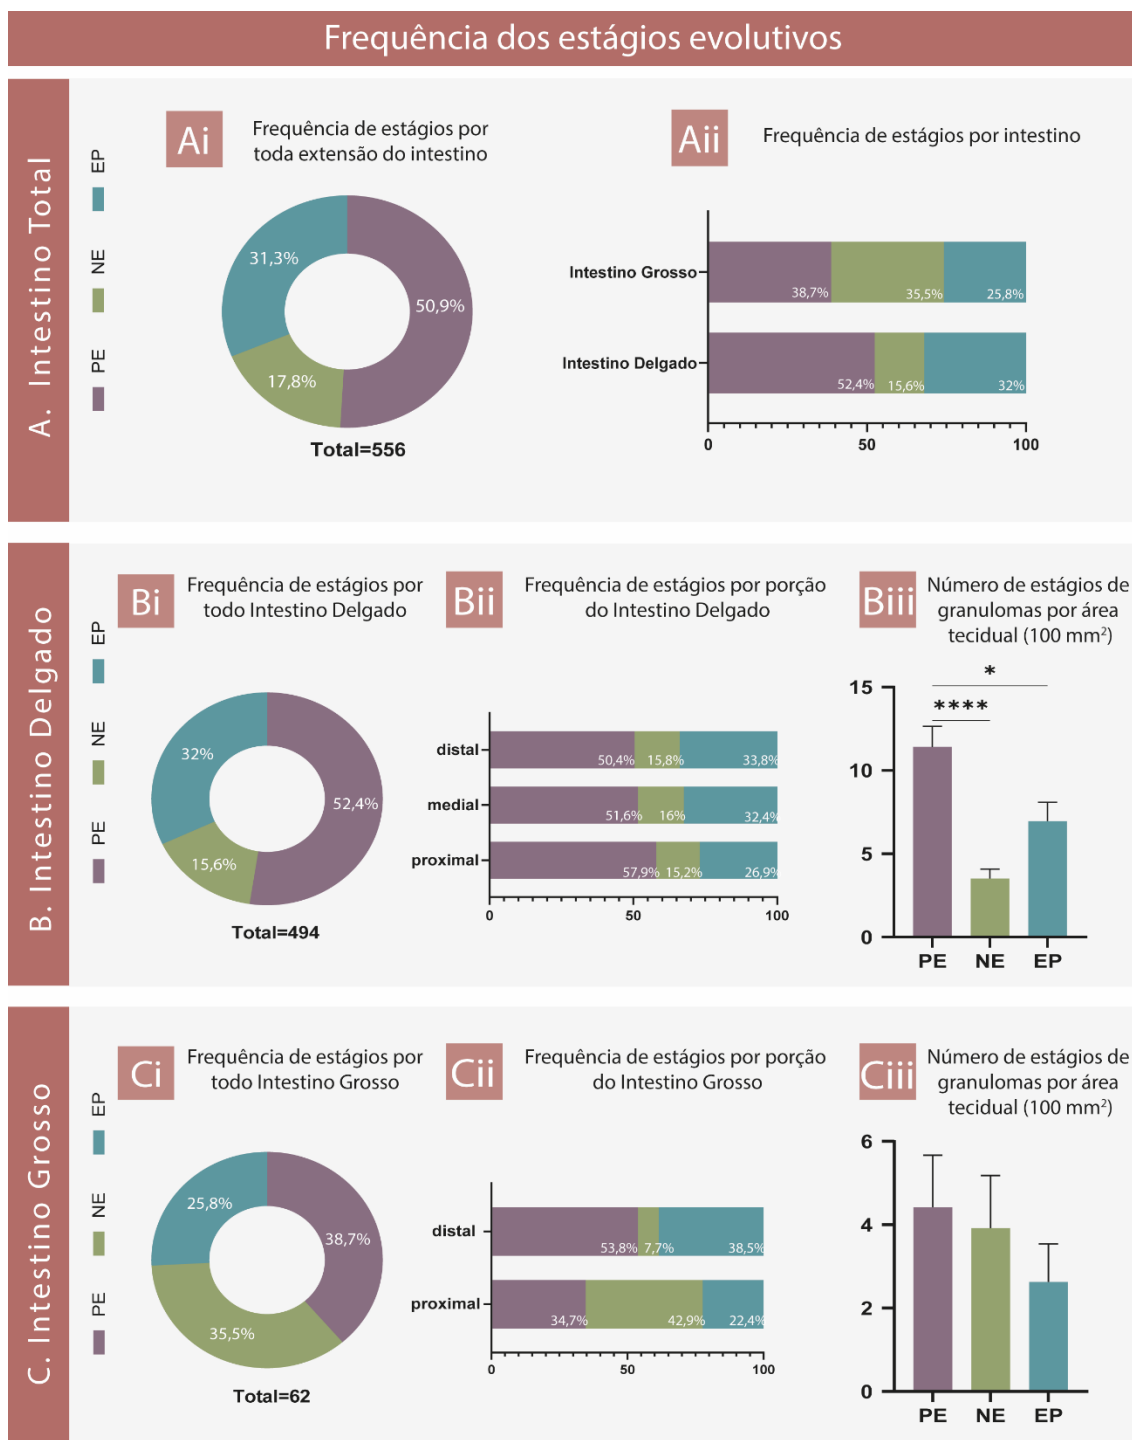 Frequência dos estágios evolutivos
A. Intestino Total
EP
NE
PE
Ai
Frequência de estágios por
toda extensão do intestino
31,3%
50,9%
17,8%
Total=556
Aii
Frequência de estágios por intestino
Intestino Grosso
38,7%
35,5%
25,8%
Intestino Delgado
52,4%
15,6%
32%
0
50
100
B. Intestino Delgado
EP
NE
PE
Bi
Frequência de estágios por
todo Intestino Delgado
32%
52,4%
15,6%
Total=494
Bii
Frequência de estágios por porção
do Intestino Delgado
distal
50,4%
15,8%
33,8%
medial
51,6%
16%
32,4%
proximal
57,9%
15,2%
26,9%
0
50
100
Biii
Número de estágios de
granulomas por área
tecidual (100 mm²)
*
****
15
10
5
0
PE
NE
EP
C. Intestino Grosso
EP
NE
PE
Ci
Frequência de estágios por
todo Intestino Grosso
25,8%
38,7%
35,5%
Total=62
Cii
Frequência de estágios por porção
do Intestino Grosso
distal
53,8%
7,7%
38,5%
proximal
34,7%
42,9%
22,4%
0
50
100
Ciii
Número de estágios de
granulomas por área
tecidual (100 mm²)
6
4
2
0
PE
NE
EP